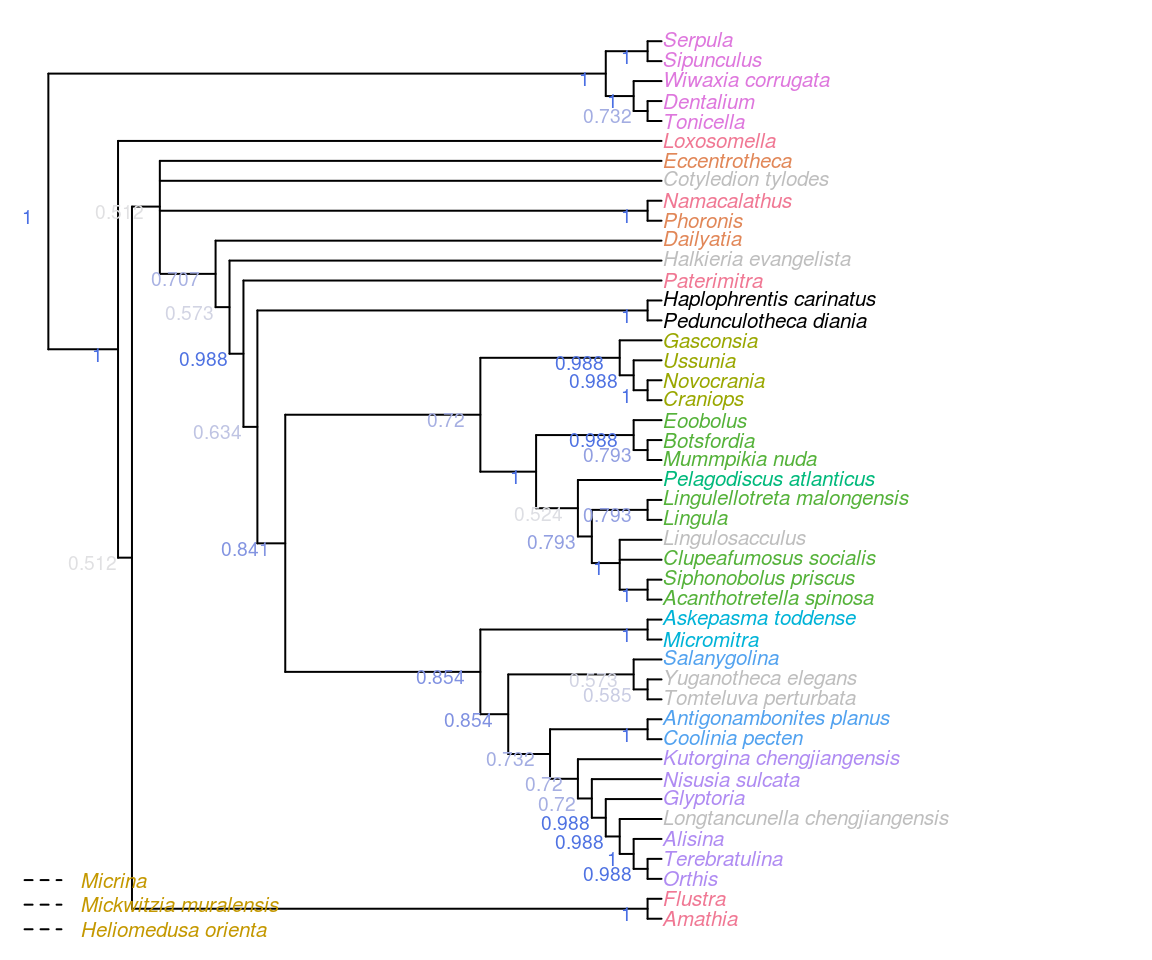 Serpula
1
Sipunculus
1
Wiwaxia corrugata
1
Dentalium
0.732
Tonicella
Loxosomella
Eccentrotheca
Cotyledion tylodes
Namacalathus
1
0.512
1
Phoronis
Dailyatia
Halkieria evangelista
0.707
Paterimitra
Haplophrentis carinatus
0.573
1
Pedunculotheca diania
Gasconsia
1
0.988
Ussunia
0.988
0.988
Novocrania
1
Craniops
0.72
Eoobolus
0.634
0.988
Botsfordia
0.793
Mummpikia nuda
1
Pelagodiscus atlanticus
Lingulellotreta malongensis
0.524
0.793
Lingula
Lingulosacculus
0.841
0.793
Clupeafumosus socialis
0.512
1
Siphonobolus priscus
1
Acanthotretella spinosa
Askepasma toddense
1
Micromitra
Salanygolina
0.854
0.573
Yuganotheca elegans
0.585
Tomteluva perturbata
0.854
Antigonambonites planus
1
Coolinia pecten
0.732
Kutorgina chengjiangensis
0.72
Nisusia sulcata
0.72
Glyptoria
0.988
Longtancunella chengjiangensis
0.988
Alisina
1
Terebratulina
0.988
Orthis
Micrina
Flustra
Mickwitzia muralensis
1
Amathia
Heliomedusa orienta